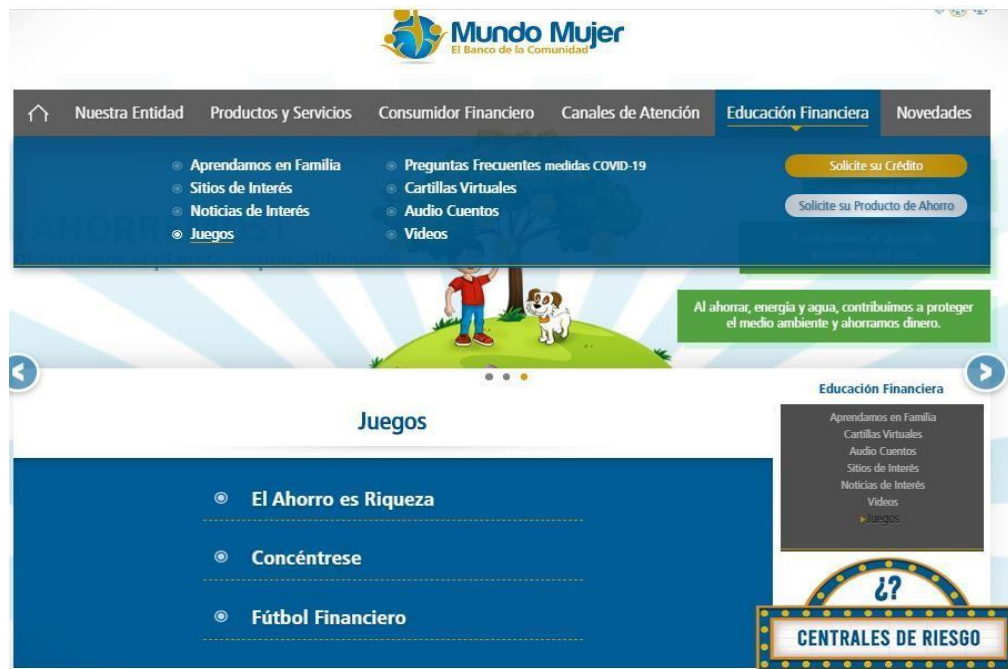 Mundo Mujer
El Banco de la Comunidad
Nuestra Entidad Productos y Servicios Consumidor Financiero Canales de Atención Educación Financiera Novedades
Aprendamos en Familia
Sitios de Interés
Noticias de Interés
Juegos
Preguntas Frecuentes medidas COVID-19
Cartillas Virtuales
Audio Cuentos
Videos
Solicite su Crédito
Solicite su Producto de Ahorro
Al ahorrar, energía y agua, contribuimos a proteger
el medio ambiente y ahorramos dinero.
Juegos
El Ahorro es Riqueza
Concéntrese
Fútbol Financiero
Educación Financiera
Aprendamos en Familia
Cartillas Virtuales
Audio Cuentos
Sitios de Interés
Noticias de Interés
Videos
Juegos
¿?
CENTRALES DE RIESGO